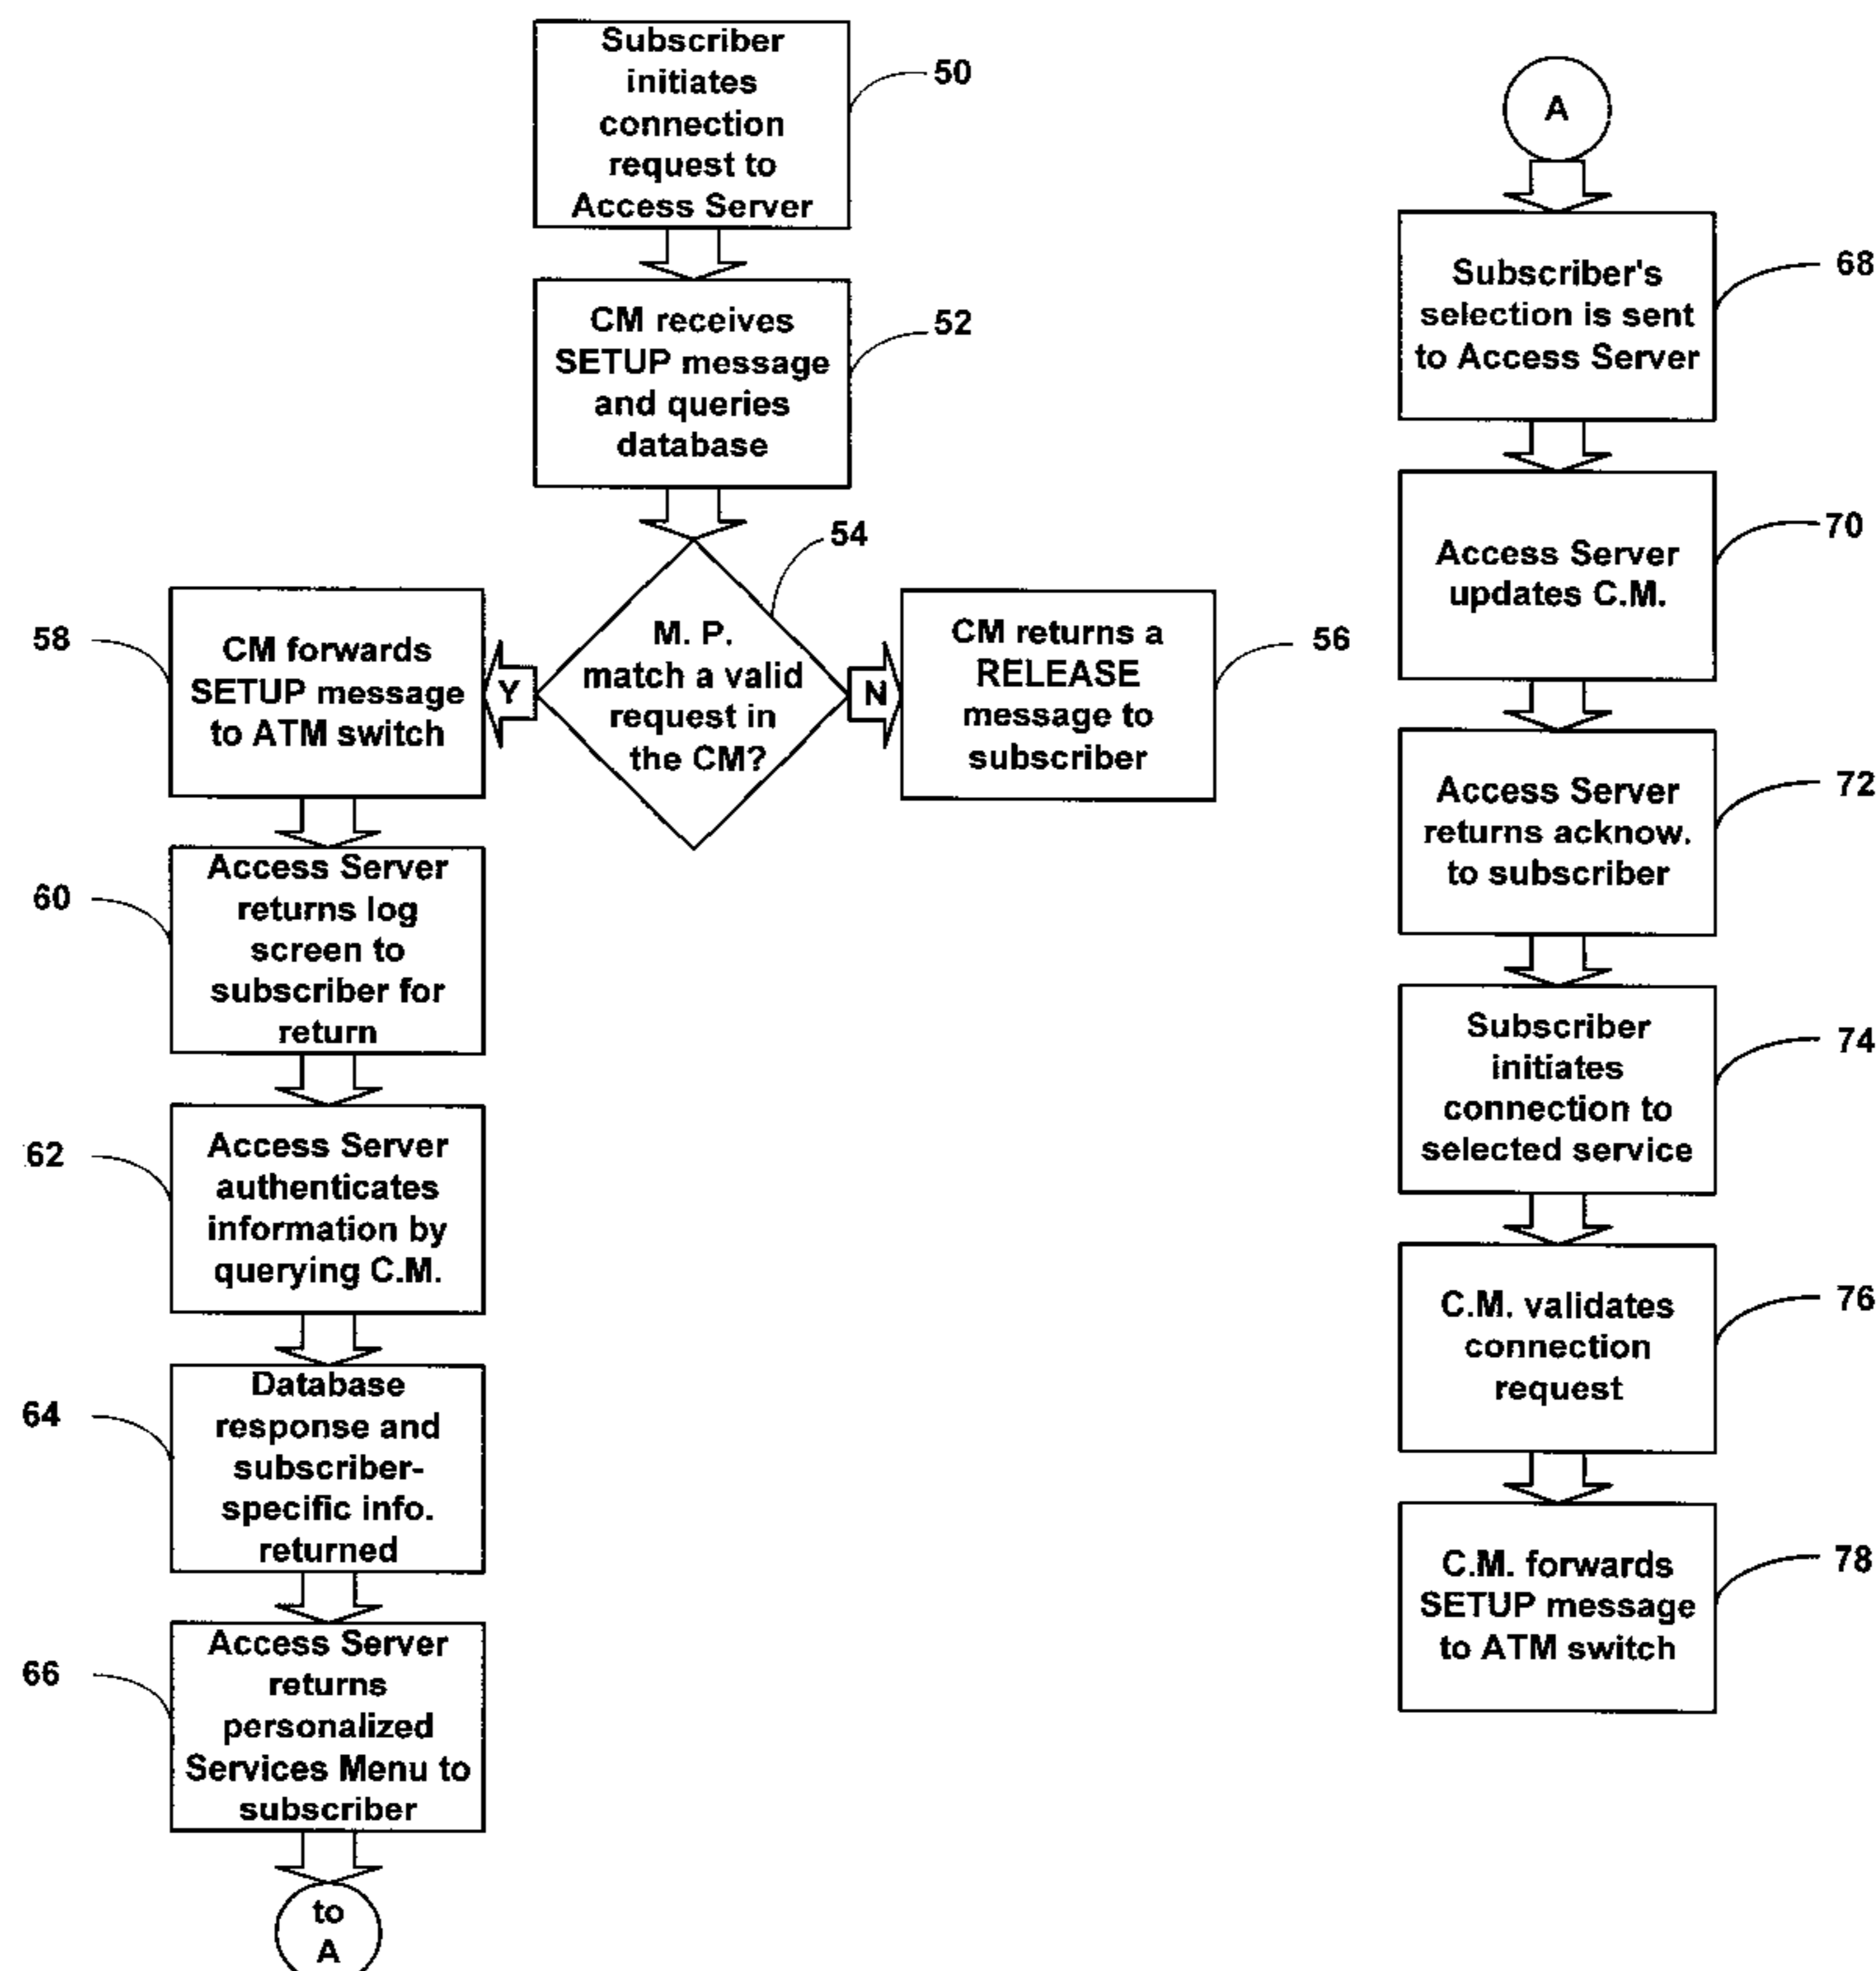 Subscriber
initiates
connection
request to
Access Server
50
CM receives
SETUP message
and queries
database
52
54
M. P.
match a valid
request in
the CM?
Y
N
CM returns a
RELEASE
message to
subscriber
56
58
CM forwards
SETUP message
to ATM switch
60
Access Server
returns log
screen to
subscriber for
return
62
Access Server
authenticates
information by
querying C.M.
64
Database
response and
subscriber-
specific info.
returned
66
Access Server
returns
personalized
Services Menu to
subscriber
to
A
A
Subscriber's
selection is sent
to Access Server
68
Access Server
updates C.M.
70
Access Server
returns acknow.
to subscriber
72
Subscriber
initiates
connection to
selected service
74
C.M. validates
connection
request
76
C.M. forwards
SETUP message
to ATM switch
78